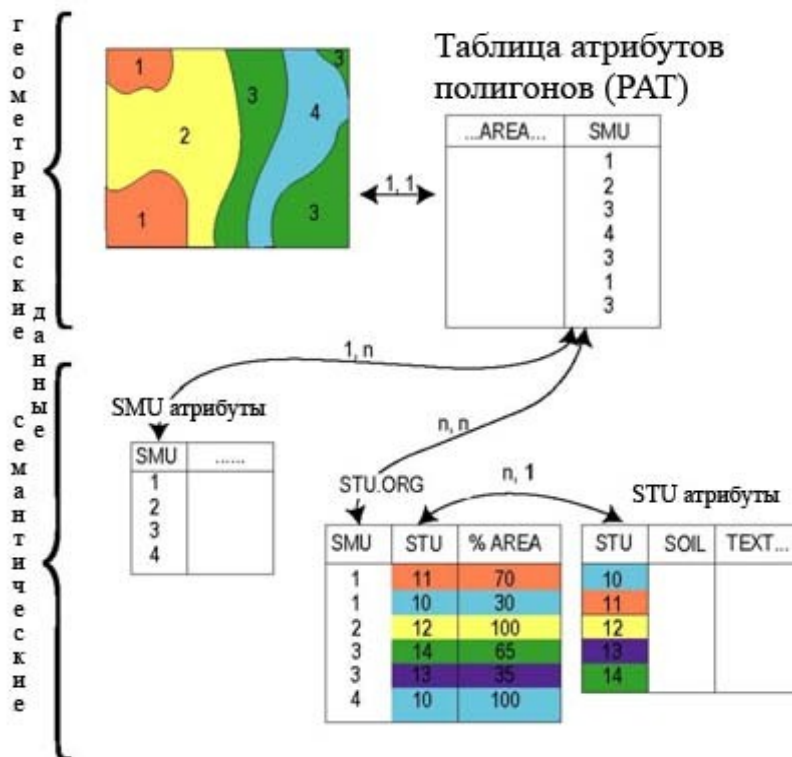 геометрические
данные
семантические
Таблица атрибутов
полигонов (PAT)
1
2
3
4
3
1
3
1, 1
...AREA... SMU
1
2
3
4
3
1
3
1, n
SMU атрибуты
SMU ......
1
2
3
4
n, n
STU.ORG
n, 1
STU атрибуты
SMU STU % AREA
1 11 70
1 10 30
2 12 100
3 14 65
3 13 35
4 10 100
STU SOIL TEXT...
10
11
12
13
14